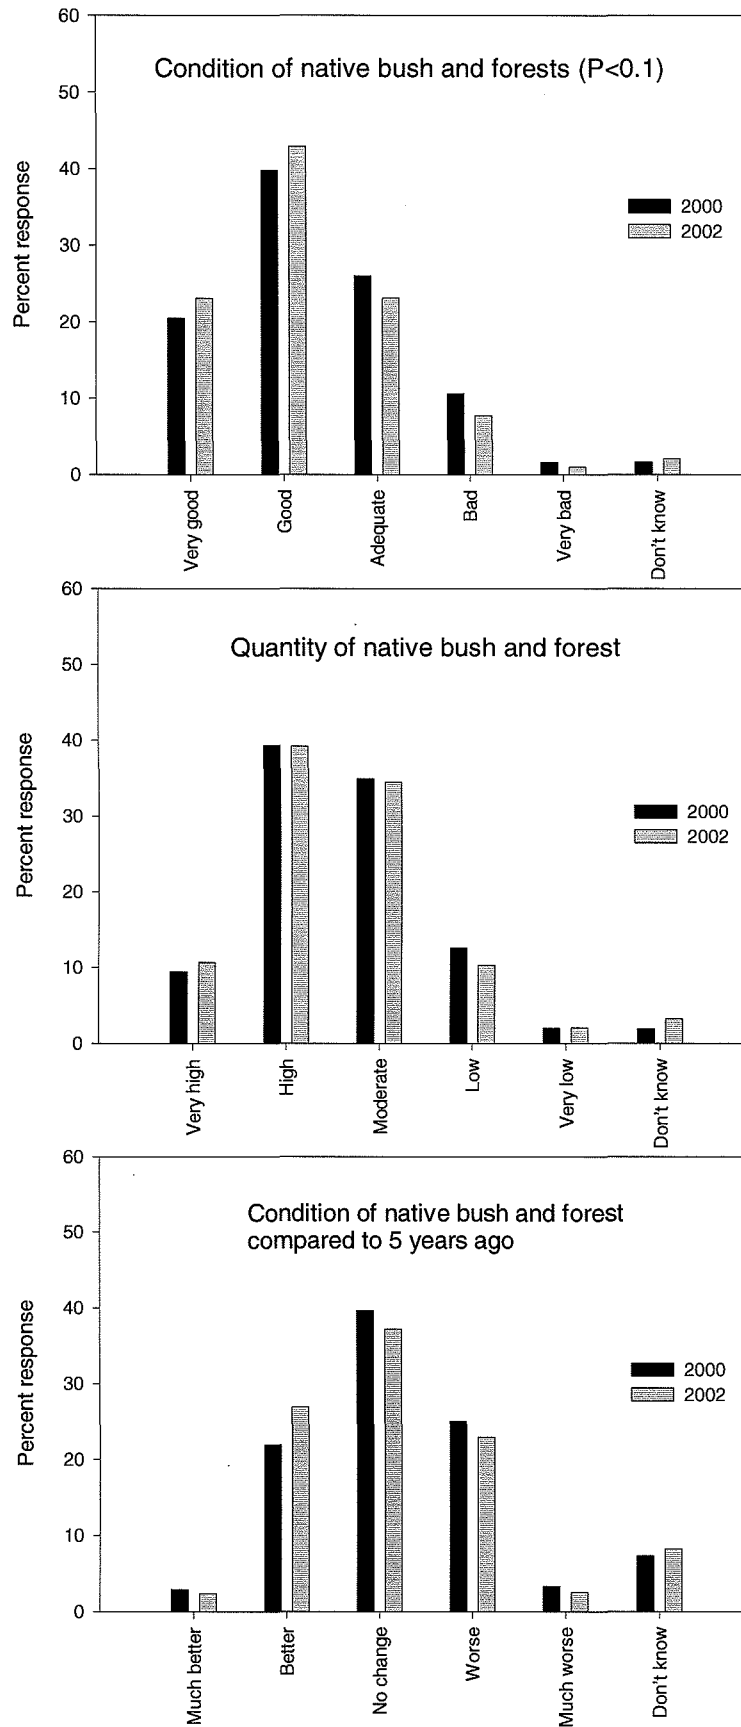 60
Condition of native bush and forests (P<0.1)
50
40
30
20
10
0
Percent response
2000
2002
Very good
Good
Adequate
Bad
Very bad
Don't know
60
Quantity of native bush and forest
50
40
30
20
10
0
Percent response
2000
2002
Very high
High
Moderate
Low
Very low
Don't know
60
Condition of native bush and forest
compared to 5 years ago
50
40
30
20
10
0
Percent response
2000
2002
Much better
Better
No change
Worse
Much worse
Don't know